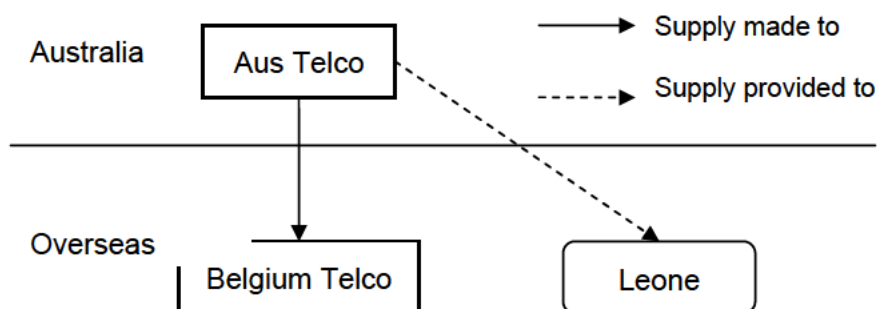 Australia
Aus Telco
Supply made to
Supply provided to
Overseas
Belgium Telco
Leone